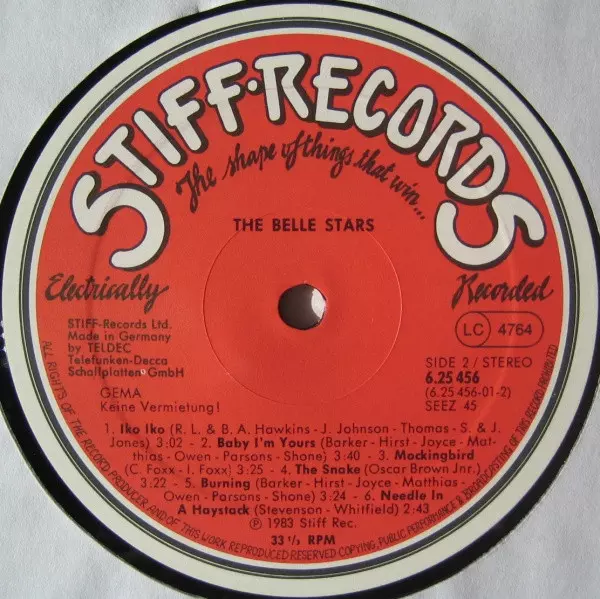 STIFF·RECORDS
The shape of things that win...
THE BELLE STARS
Electrically
Recorded
STIFF-Records Ltd.
Made in Germany
by TELDEC
Telefunken-Decca
Schallplatten GmbH
LC 4764
SIDE 2 / STEREO
6.25 456
(6.25 456-01-2)
SEEZ 45
GEMA
Keine Vermietung!
1. Iko Iko (R. L. & B. A. Hawkins - J. Johnson - Thomas - S. & J.
Jones) 3:02 - 2. Baby I'm Yours (Barker - Hirst - Joyce - Mat-
thias - Owen - Parsons - Shone) 3:40 - 3. Mockingbird
(C. Foxx - I. Foxx) 3:25 - 4. The Snake (Oscar Brown Jnr.)
3:22 - 5. Burning (Barker - Hirst - Joyce - Matthias -
Owen - Parsons - Shone) 3:24 - 6. Needle In
A Haystack (Stevenson - Whitfield) 2:43
℗ 1983 Stiff Rec.
33 1/3 RPM
ALL RIGHTS OF THE RECORD PRODUCER AND OF THIS WORK REPRODUCED RESERVED COPYING, PUBLIC PERFORMANCE & BROADCASTING OF THIS RECORD PROHIBITED